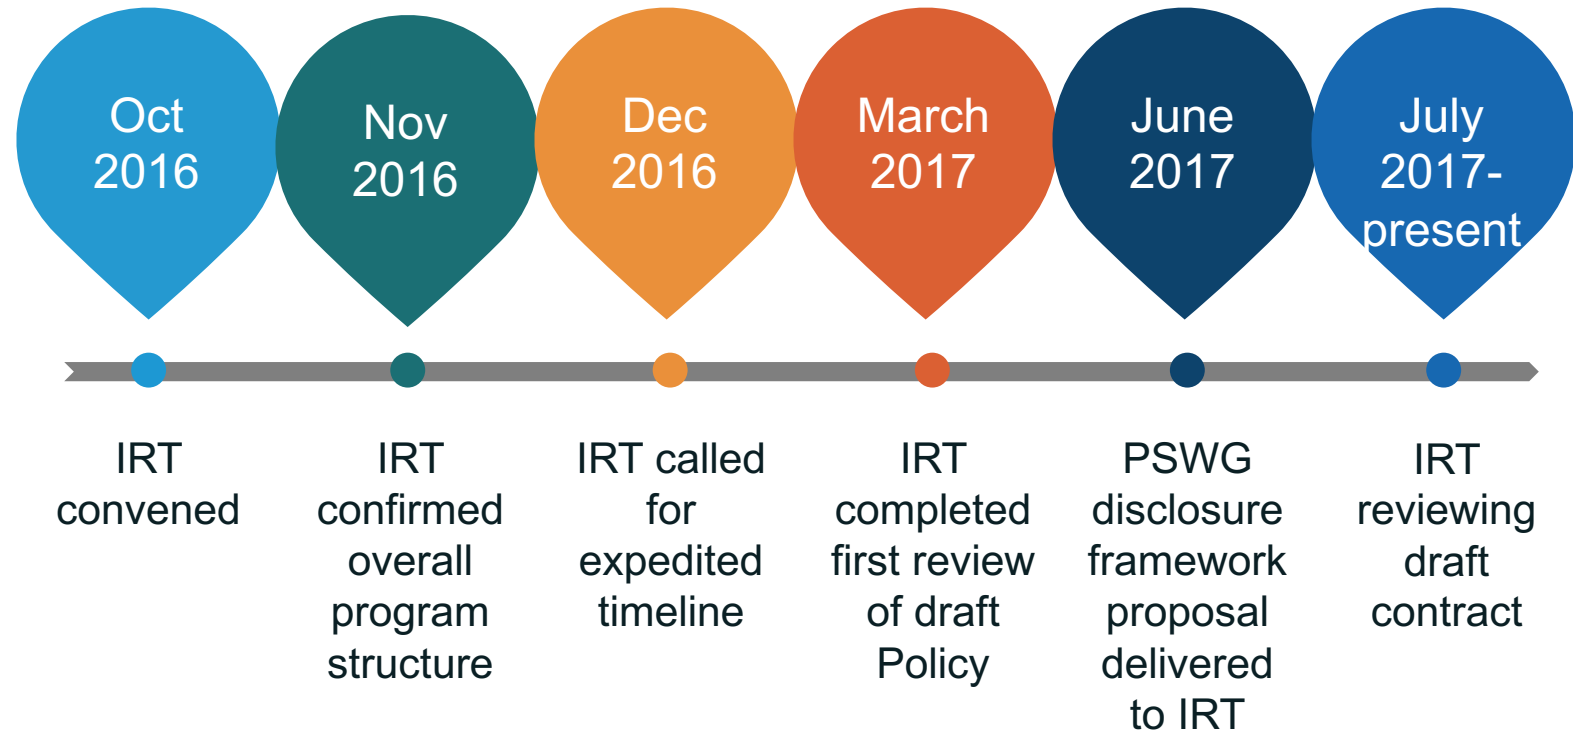 Oct
2016
Nov
2016
Dec
2016
March
2017
June
2017
July
2017-
present
IRT
convened
IRT
confirmed
overall
program
structure
IRT called
for
expedited
timeline
IRT
completed
first review
of draft
Policy
PSWG
disclosure
framework
proposal
delivered
to IRT
IRT
reviewing
draft
contract